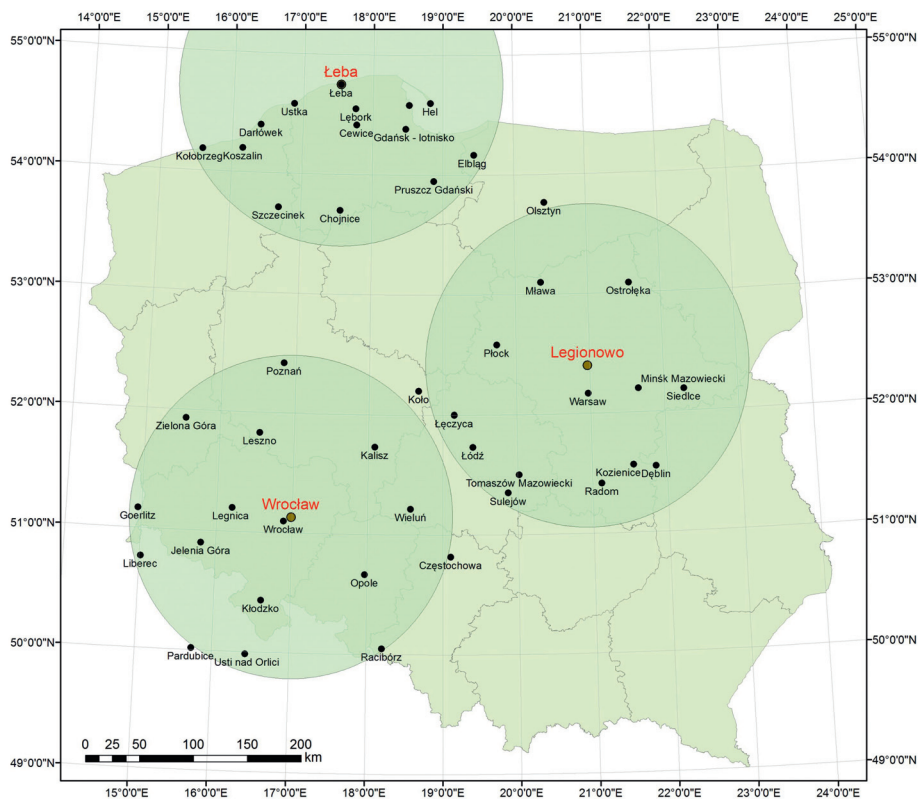 14°0'0"E 15°0'0"E 16°0'0"E 17°0'0"E 18°0'0"E 19°0'0"E 20°0'0"E 21°0'0"E 22°0'0"E 23°0'0"E 24°0'0"E 25°0'0"E
55°0'0"N 55°0'0"N
Łeba
Łeba
Ustka
Hel
Lębork
Darłówek
Cewice
Gdańsk - lotnisko
54°0'0"N 54°0'0"N
Kołobrzeg Koszalin
Elbląg
Pruszcz Gdański
Szczecinek
Chojnice
Olsztyn
53°0'0"N 53°0'0"N
Mława
Ostrołęka
Płock
Legionowo
Poznań
Mińsk Mazowiecki
Koło
Warsaw
Siedlce
52°0'0"N 52°0'0"N
Zielona Góra
Łęczyca
Leszno
Kalisz
Łódź
Kozienice
Dęblin
Tomaszów Mazowiecki
Radom
Sulejów
Wrocław
51°0'0"N 51°0'0"N
Goerlitz
Legnica
Wrocław
Wieluń
Jelenia Góra
Liberec
Częstochowa
Opole
Kłodzko
50°0'0"N 50°0'0"N
Pardubice
Usti nad Orlici
Racibórz
0 25 50 100 150 200
km
49°0'0"N 49°0'0"N
15°0'0"E 16°0'0"E 17°0'0"E 18°0'0"E 19°0'0"E 20°0'0"E 21°0'0"E 22°0'0"E 23°0'0"E